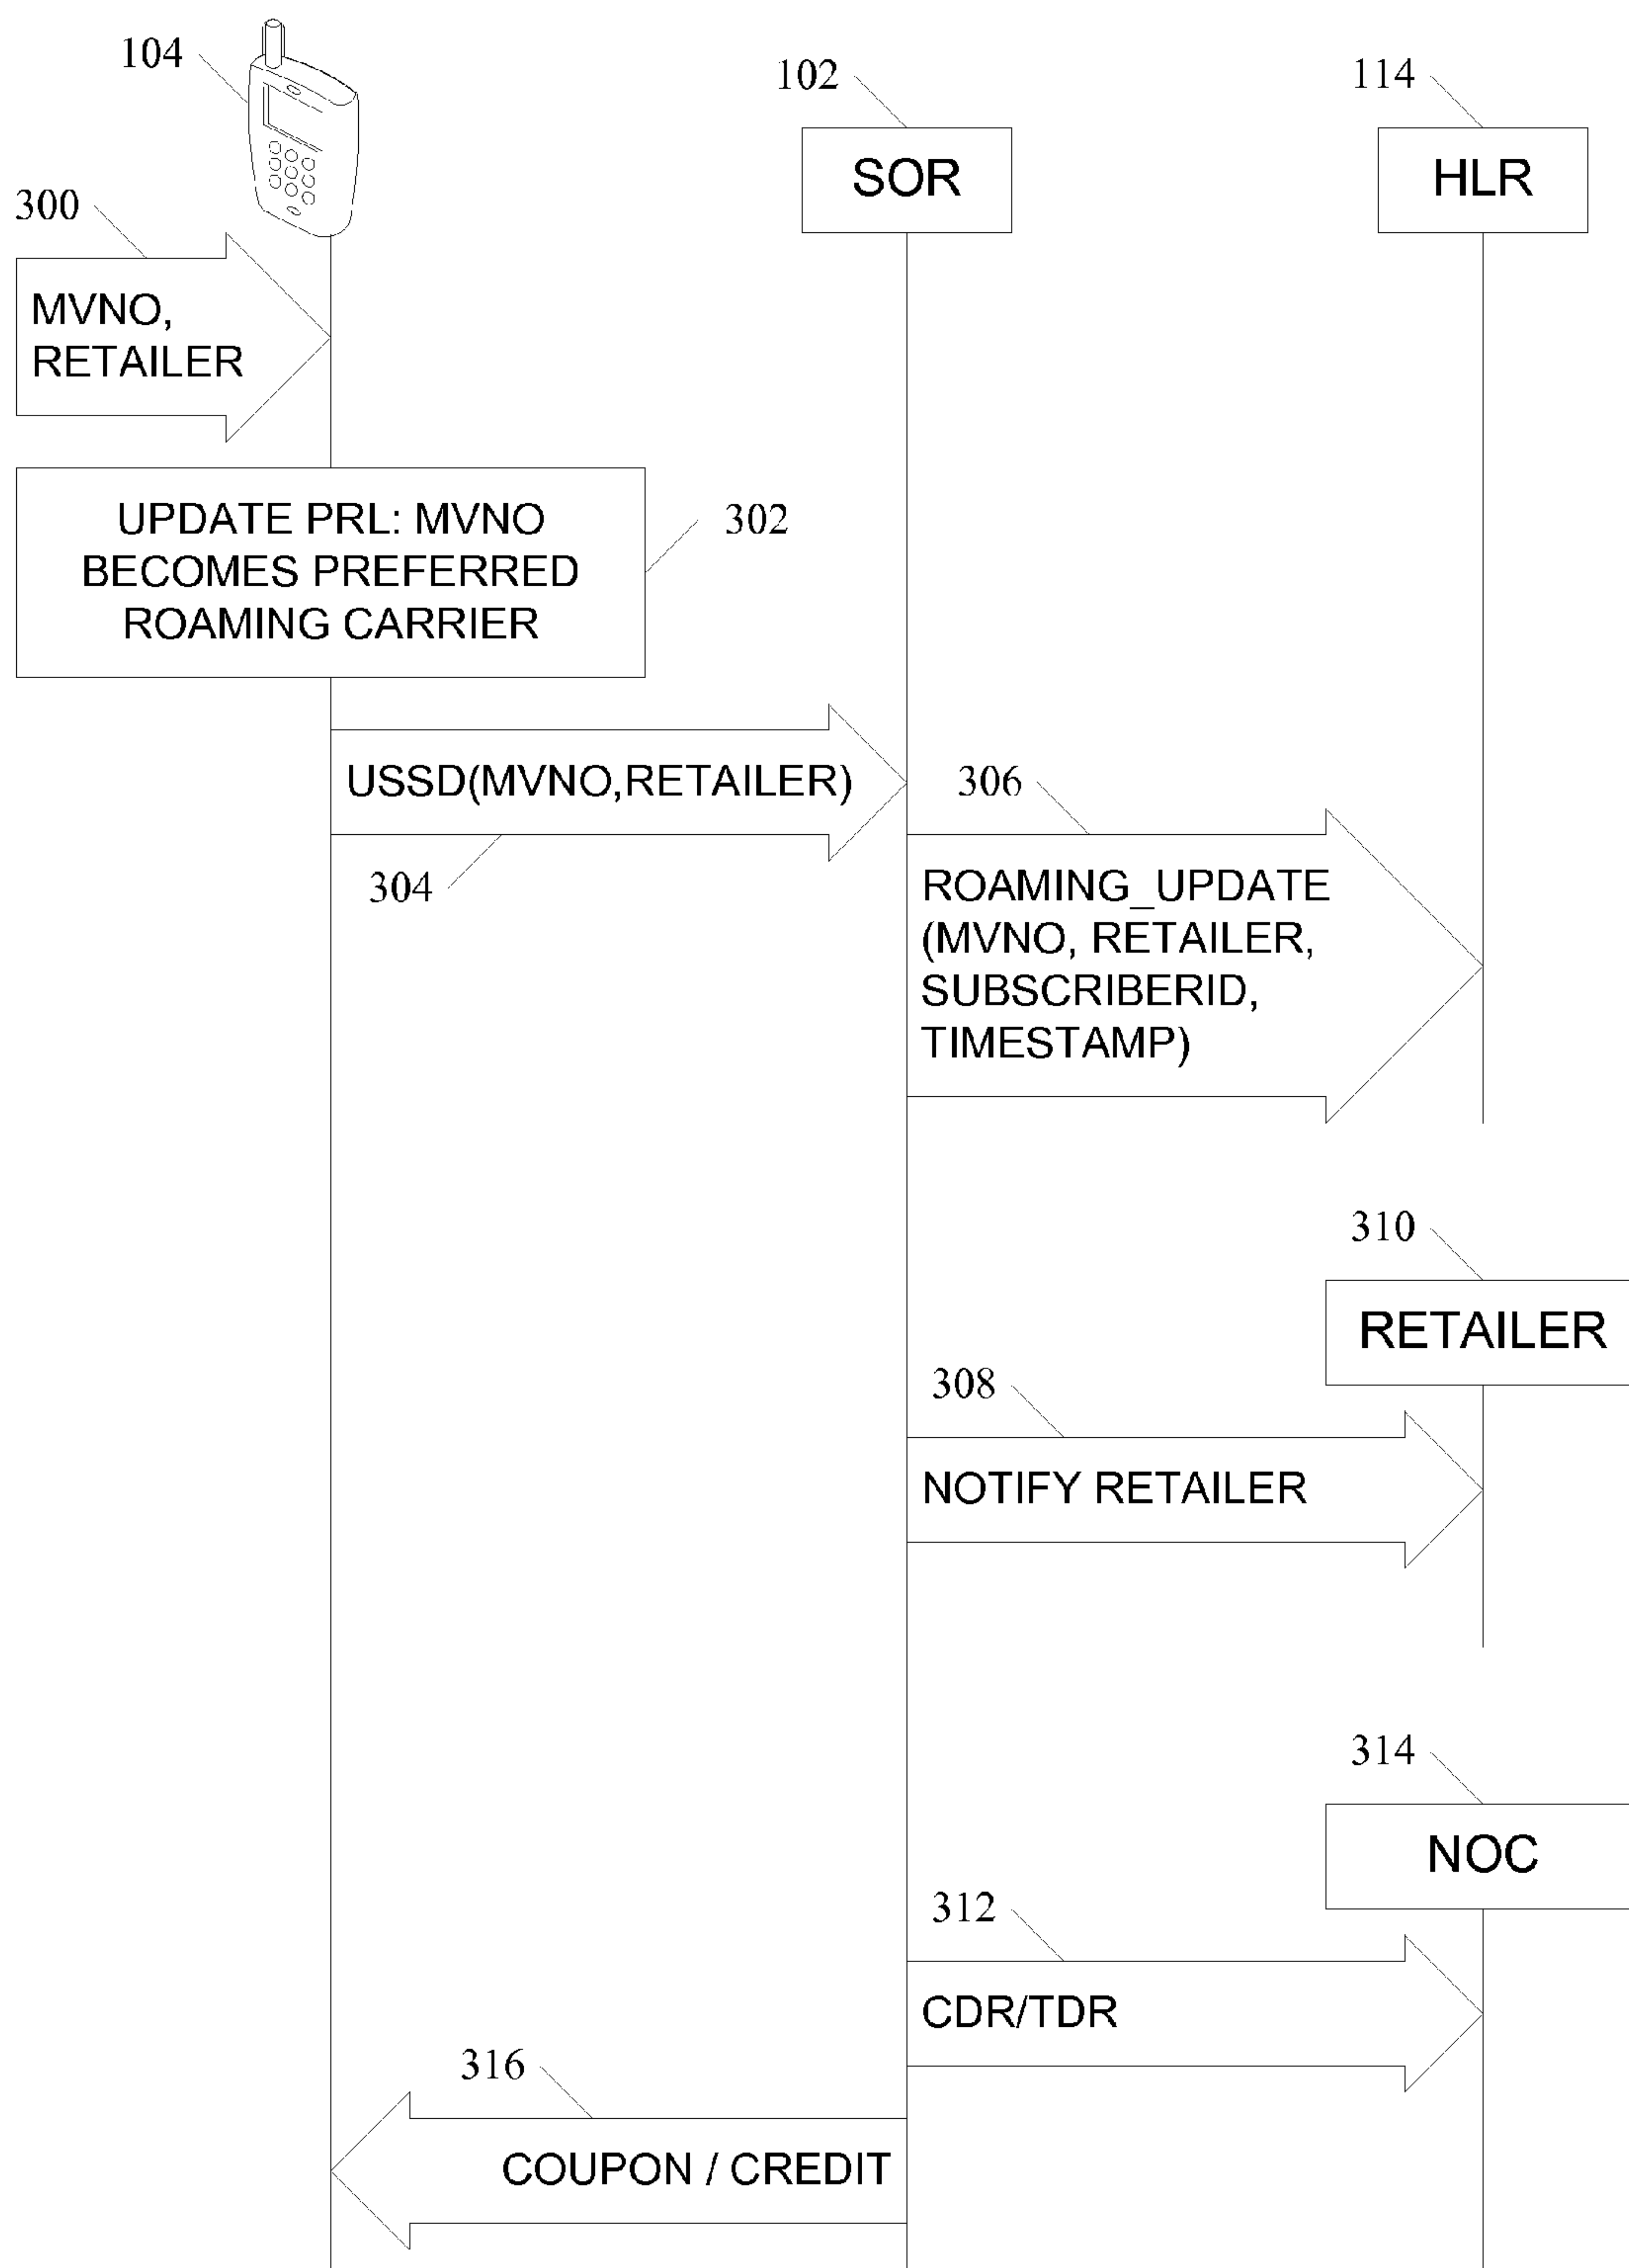 104
102
114
SOR
HLR
300
MVNO,
RETAILER
UPDATE PRL: MVNO
BECOMES PREFERRED
ROAMING CARRIER
302
USSD(MVNO,RETAILER)
304
306
ROAMING_UPDATE
(MVNO, RETAILER,
SUBSCRIBERID,
TIMESTAMP)
310
RETAILER
308
NOTIFY RETAILER
314
NOC
312
CDR/TDR
316
COUPON / CREDIT